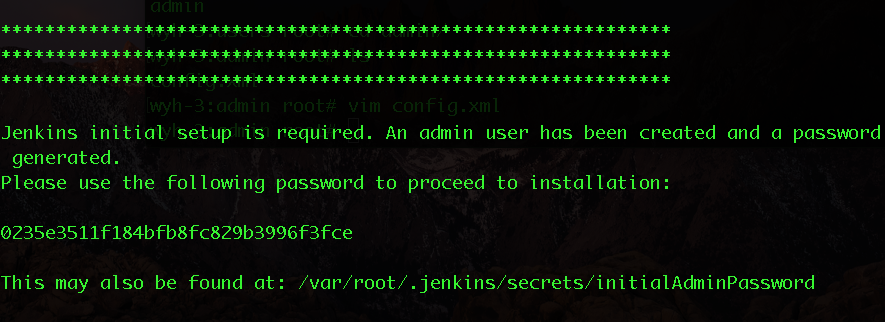 admin
*************************************************************
*************************************************************
*************************************************************
config.xml
wyh-3:admin root# vim config.xml
Jenkins initial setup is required. An admin user has been created and a password
generated.
Please use the following password to proceed to installation:
0235e3511f184bfb8fc829b3996f3fce
This may also be found at: /var/root/.jenkins/secrets/initialAdminPassword